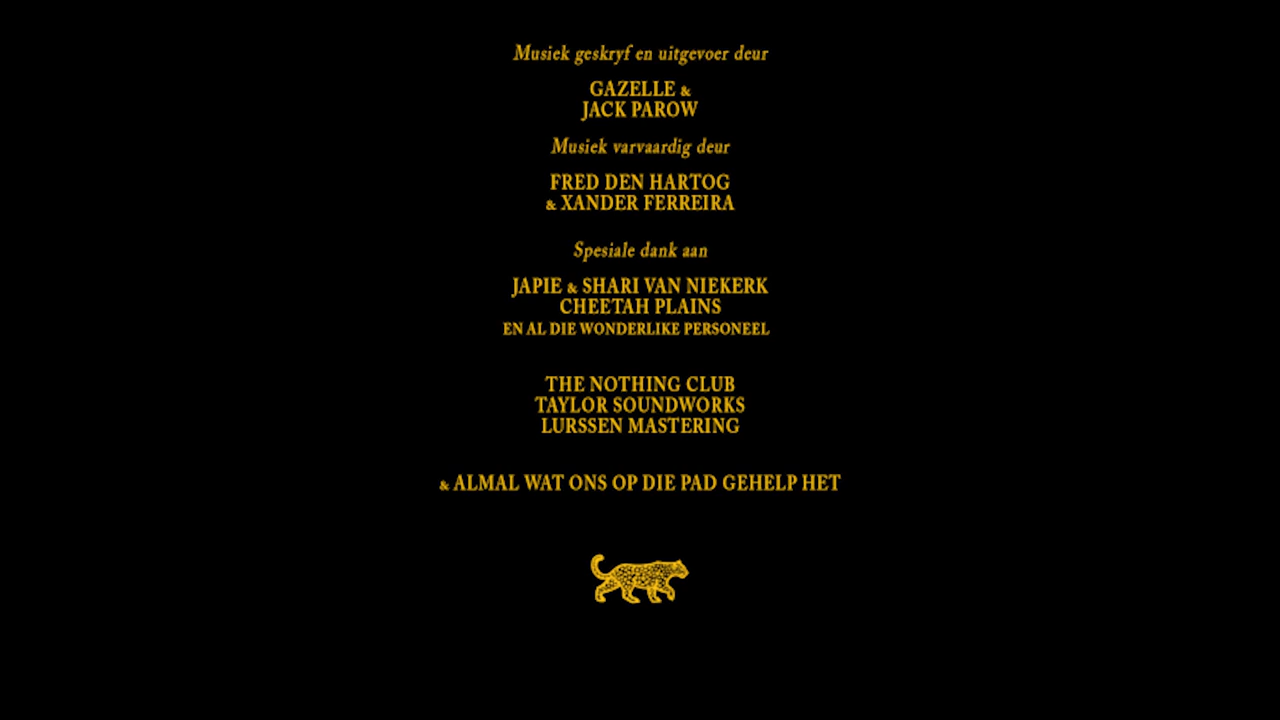 Musiek geskryf en uitgevoer deur
GAZELLE &
JACK PAROW
Musiek varvaardig deur
FRED DEN HARTOG
& XANDER FERREIRA
Spesiale dank aan
JAPIE & SHARI VAN NIEKERK
CHEETAH PLAINS
EN AL DIE WONDERLIKE PERSONEEL
THE NOTHING CLUB
TAYLOR SOUNDWORKS
LURSSEN MASTERING
& ALMAL WAT ONS OP DIE PAD GEHELP HET